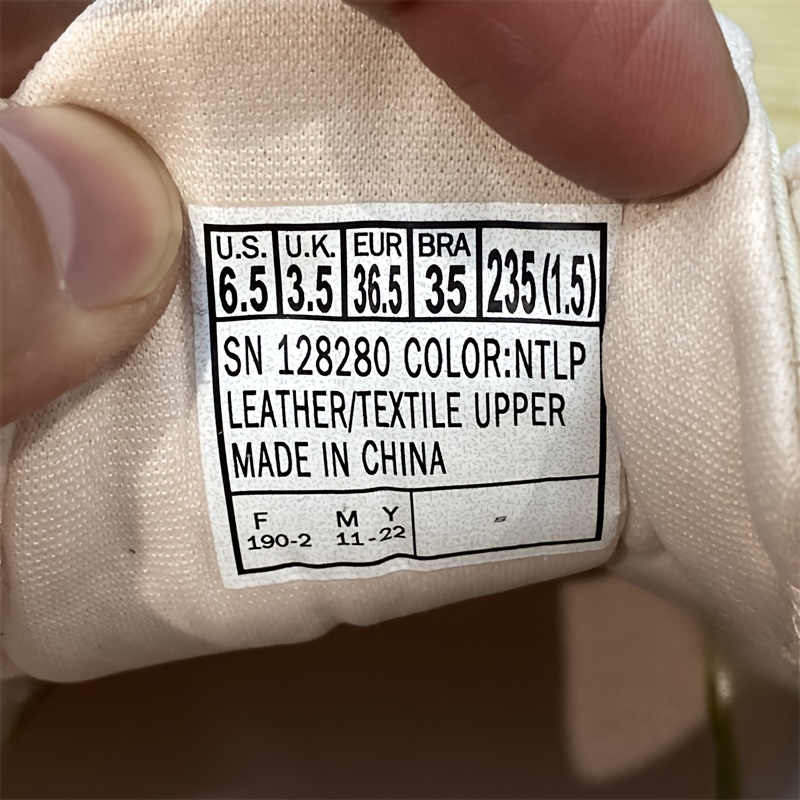 U.S. U.K. EUR BRA
6.5 3.5 36.5 35 235 (1.5)
SN 128280 COLOR:NTLP
LEATHER/TEXTILE UPPER
MADE IN CHINA
F M Y
190-2 11-22